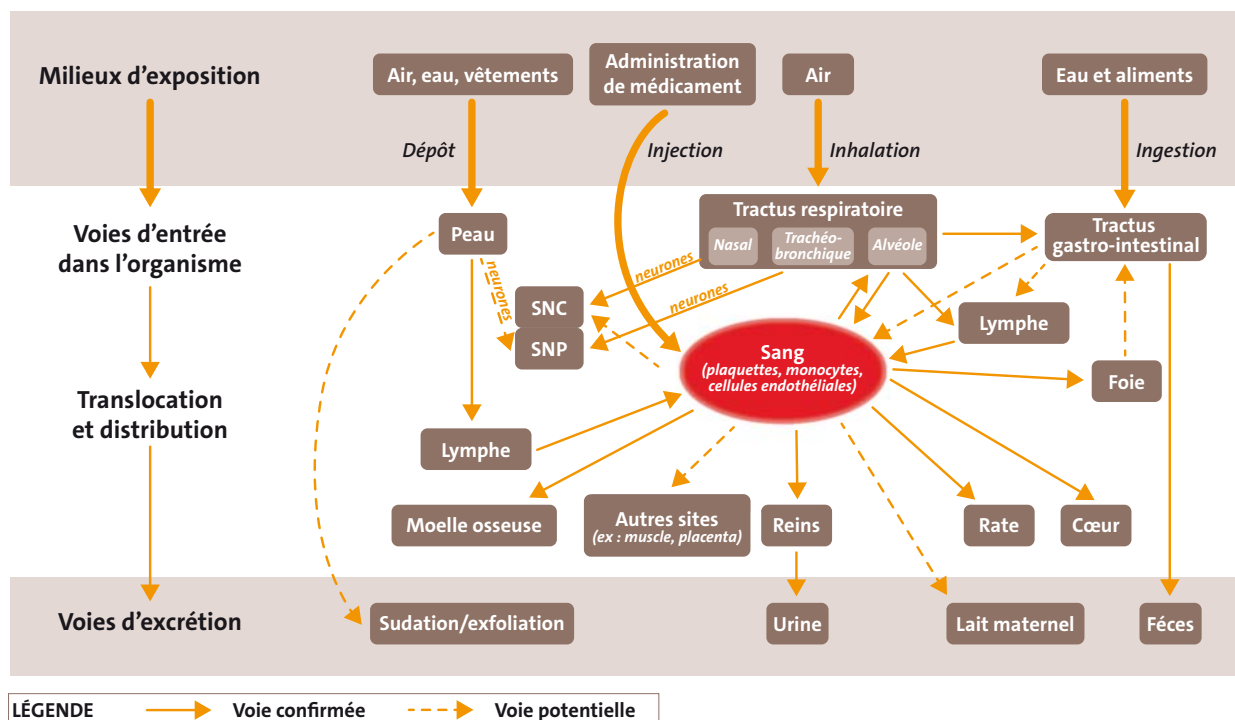 Milieux d'exposition
Air, eau, vêtements
Administration
de médicament
Air
Eau et aliments
Dépôt
Injection
Inhalation
Ingestion
Voies d'entrée
dans l'organisme
Peau
Tractus respiratoire
Nasal
Trachéo-
bronchique
Alvéole
Tractus
gastro-intestinal
neurones
neurones
neurones
SNC
SNP
Lymphe
Sang
(plaquettes, monocytes,
cellules endothéliales)
Foie
Translocation
et distribution
Lymphe
Moelle osseuse
Autres sites
(ex : muscle, placenta)
Reins
Rate
Cœur
Voies d'excrétion
Sudation/exfoliation
Urine
Lait maternel
Féces
LÉGENDE
Voie confirmée
Voie potentielle